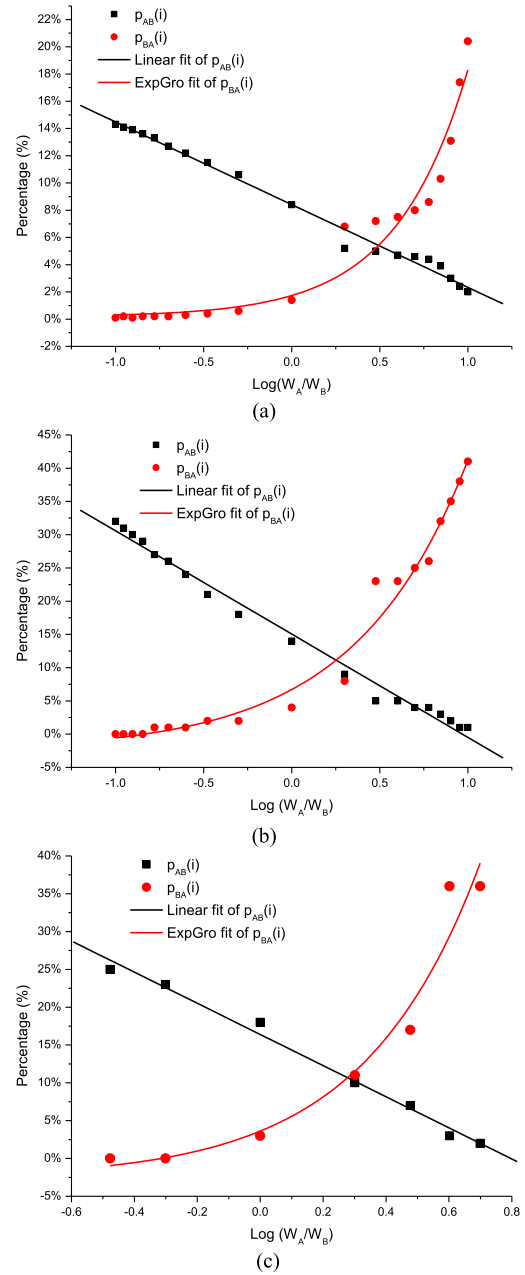 22%
20%
18%
16%
14%
12%
10%
8%
6%
4%
2%
0%
2%
Percentage (%)
p_AB(i)
p_BA(i)
Linear fit of p_AB(i)
ExpGro fit of p_BA(i)
-1.0 -0.5 0.0 0.5 1.0
Log(W_A/W_B)
(a)
45%
40%
35%
30%
25%
20%
15%
10%
5%
0%
-5%
Percentage (%)
p_AB(i)
p_BA(i)
Linear fit of p_AB(i)
ExpGro fit of p_BA(i)
-1.0 -0.5 0.0 0.5 1.0
Log (W_A/W_B)
(b)
40%
35%
30%
25%
20%
15%
10%
5%
0%
-5%
Percentage (%)
p_AB(i)
p_BA(i)
Linear fit of p_AB(i)
ExpGro fit of p_BA(i)
-0.6 -0.4 -0.2 0.0 0.2 0.4 0.6 0.8
Log (W_A/W_B)
(c)